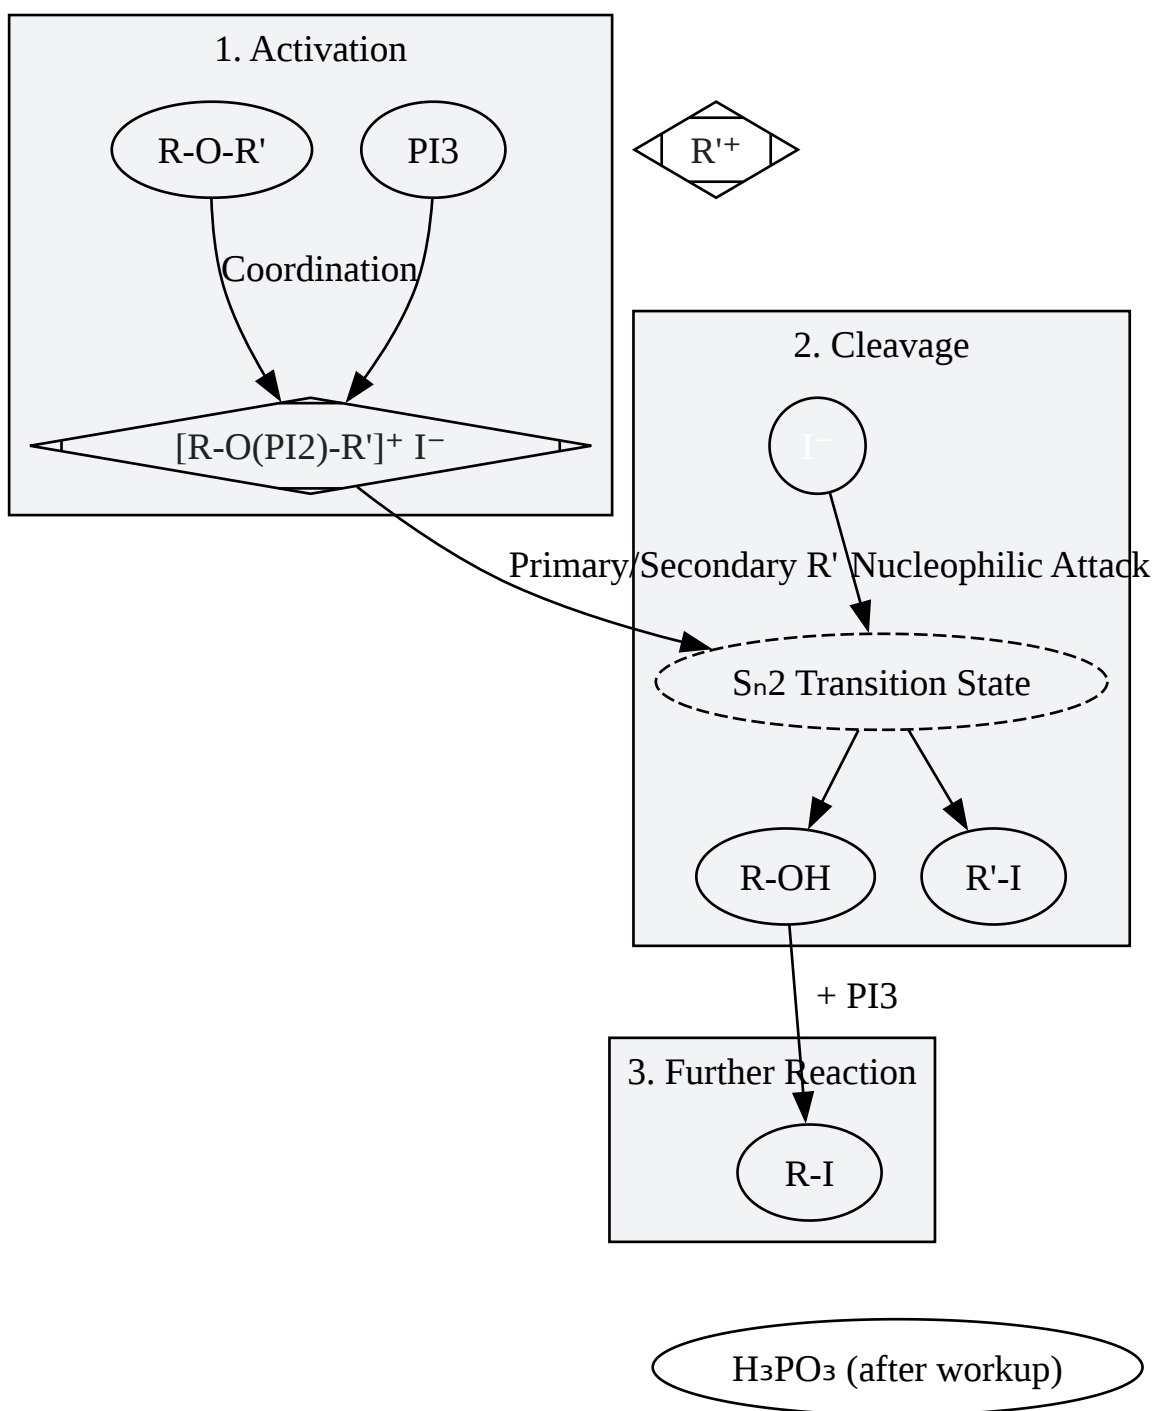 1. Activation
R-O-R'
PI3
R'⁺
Coordination
2. Cleavage
[R-O(PI2)-R']⁺ I⁻
I⁻
Primary/Secondary R'
Nucleophilic Attack
Sₙ2 Transition State
R-OH
R'-I
+ PI3
3. Further Reaction
R-I
H₃PO₃ (after workup)